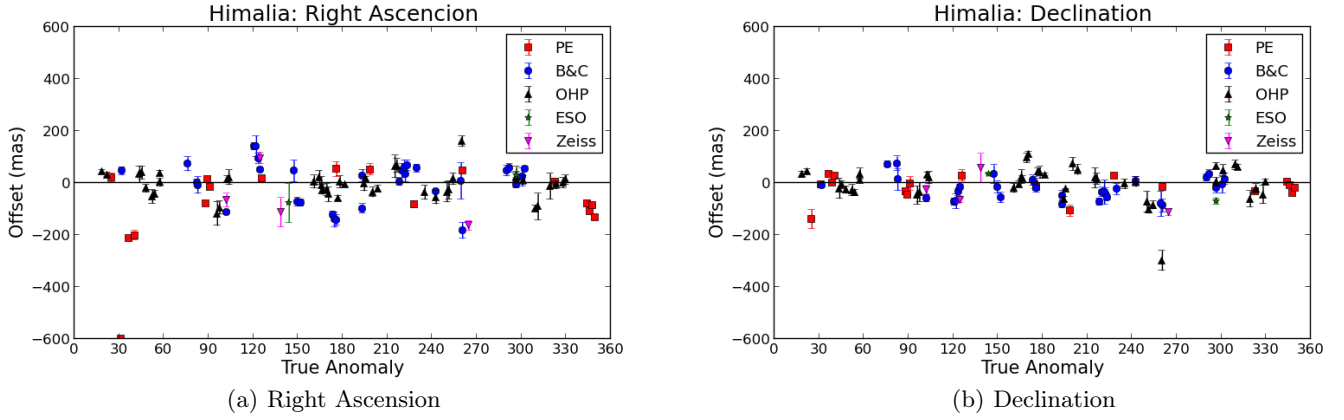 Himalia: Right Ascencion
Offset (mas)
600
400
200
0
−200
−400
−600
PE
B&C
OHP
ESO
Zeiss
0 30 60 90 120 150 180 210 240 270 300 330 360
True Anomaly
(a) Right Ascension
Himalia: Declination
Offset (mas)
600
400
200
0
−200
−400
−600
PE
B&C
OHP
ESO
Zeiss
0 30 60 90 120 150 180 210 240 270 300 330 360
True Anomaly
(b) Declination